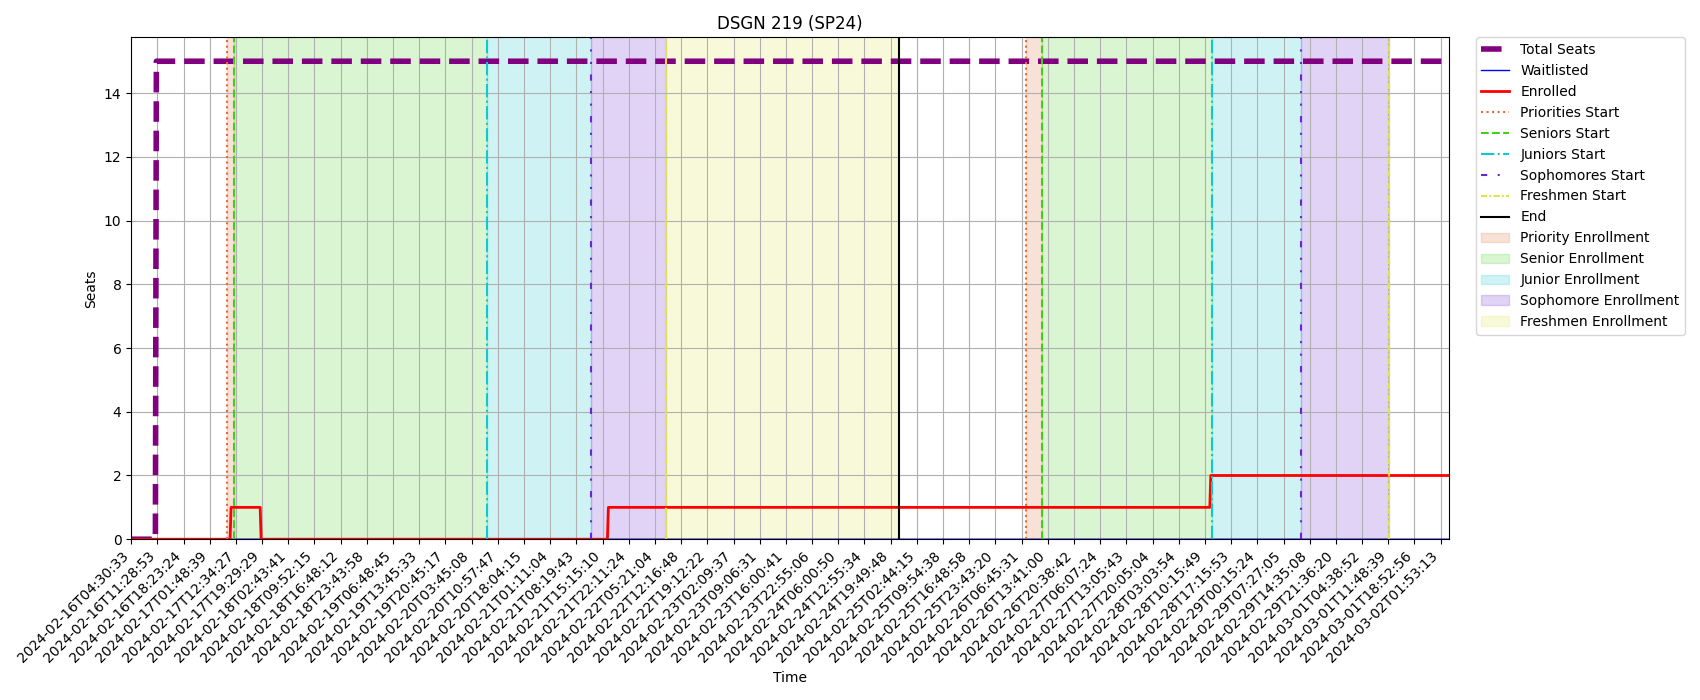 DSGN 219 (SP24)
Total Seats
Waitlisted
Enrolled
Priorities Start
Seniors Start
Juniors Start
Sophomores Start
Freshmen Start
End
Priority Enrollment
Senior Enrollment
Junior Enrollment
Sophomore Enrollment
Freshmen Enrollment
Seats
14
12
10
8
6
4
2
0
2024-02-16T04:30:33
2024-02-16T11:28:53
2024-02-16T18:23:24
2024-02-17T01:48:39
2024-02-17T12:34:27
2024-02-17T19:29:29
2024-02-18T02:43:41
2024-02-18T09:52:15
2024-02-18T16:48:12
2024-02-18T23:43:58
2024-02-19T06:48:45
2024-02-19T13:45:33
2024-02-19T20:45:17
2024-02-20T03:45:08
2024-02-20T10:57:47
2024-02-20T18:04:15
2024-02-21T01:11:04
2024-02-21T08:19:43
2024-02-21T15:15:10
2024-02-21T22:11:24
2024-02-22T05:21:04
2024-02-22T12:16:48
2024-02-22T19:12:22
2024-02-23T02:09:37
2024-02-23T09:06:31
2024-02-23T16:00:41
2024-02-23T22:55:06
2024-02-24T06:00:50
2024-02-24T12:55:34
2024-02-24T19:49:48
2024-02-25T02:44:15
2024-02-25T09:54:38
2024-02-25T16:48:58
2024-02-25T23:43:20
2024-02-26T06:45:31
2024-02-26T13:41:00
2024-02-26T20:38:42
2024-02-27T06:07:24
2024-02-27T13:05:43
2024-02-27T20:05:04
2024-02-28T03:03:54
2024-02-28T10:15:49
2024-02-28T17:15:53
2024-02-29T00:15:24
2024-02-29T07:27:05
2024-02-29T14:35:08
2024-02-29T21:36:20
2024-03-01T04:38:52
2024-03-01T11:48:39
2024-03-01T18:52:56
2024-03-02T01:53:13
Time